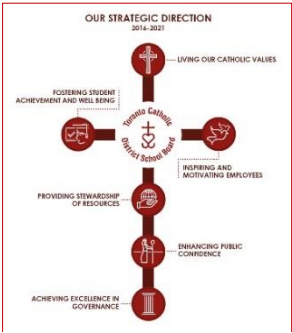 OUR STRATEGIC DIRECTION
2016-2021
LIVING OUR CATHOLIC VALUES
FOSTERING STUDENT
ACHIEVEMENT AND WELL BEING
Toronto Catholic
District School Board
INSPIRING AND
MOTIVATING EMPLOYEES
PROVIDING STEWARDSHIP
OF RESOURCES
ENHANCING PUBLIC
CONFIDENCE
ACHIEVING EXCELLENCE IN
GOVERNANCE